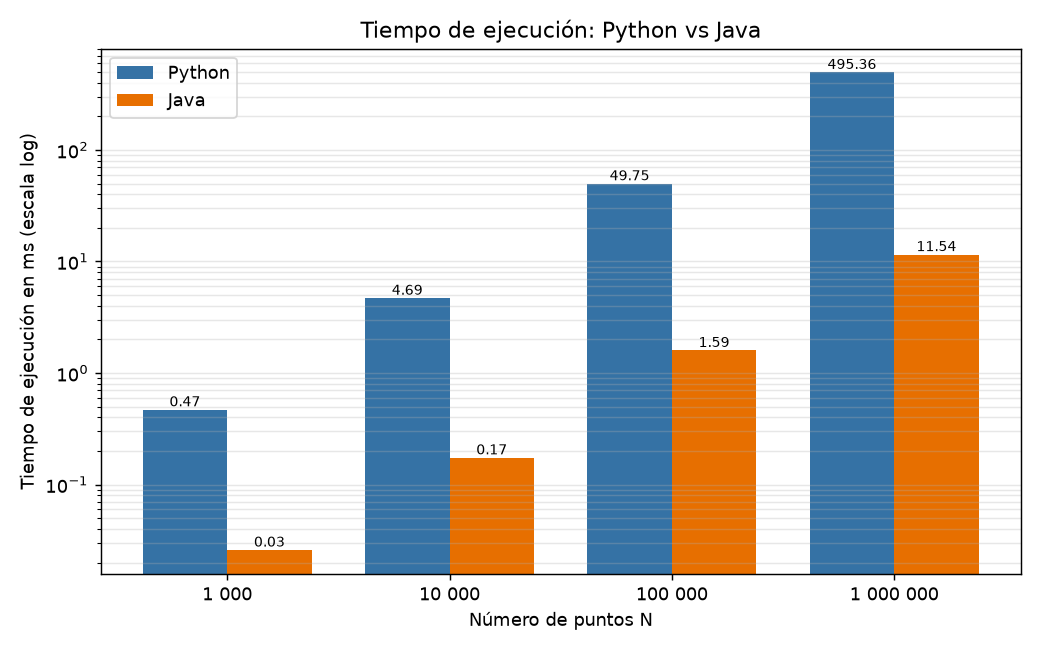 Tiempo de ejecución: Python vs Java
Python
Java
Tiempo de ejecución en ms (escala log)
10²
10¹
10⁰
10⁻¹
0.47
0.03
4.69
0.17
49.75
1.59
495.36
11.54
1 000
10 000
100 000
1 000 000
Número de puntos N